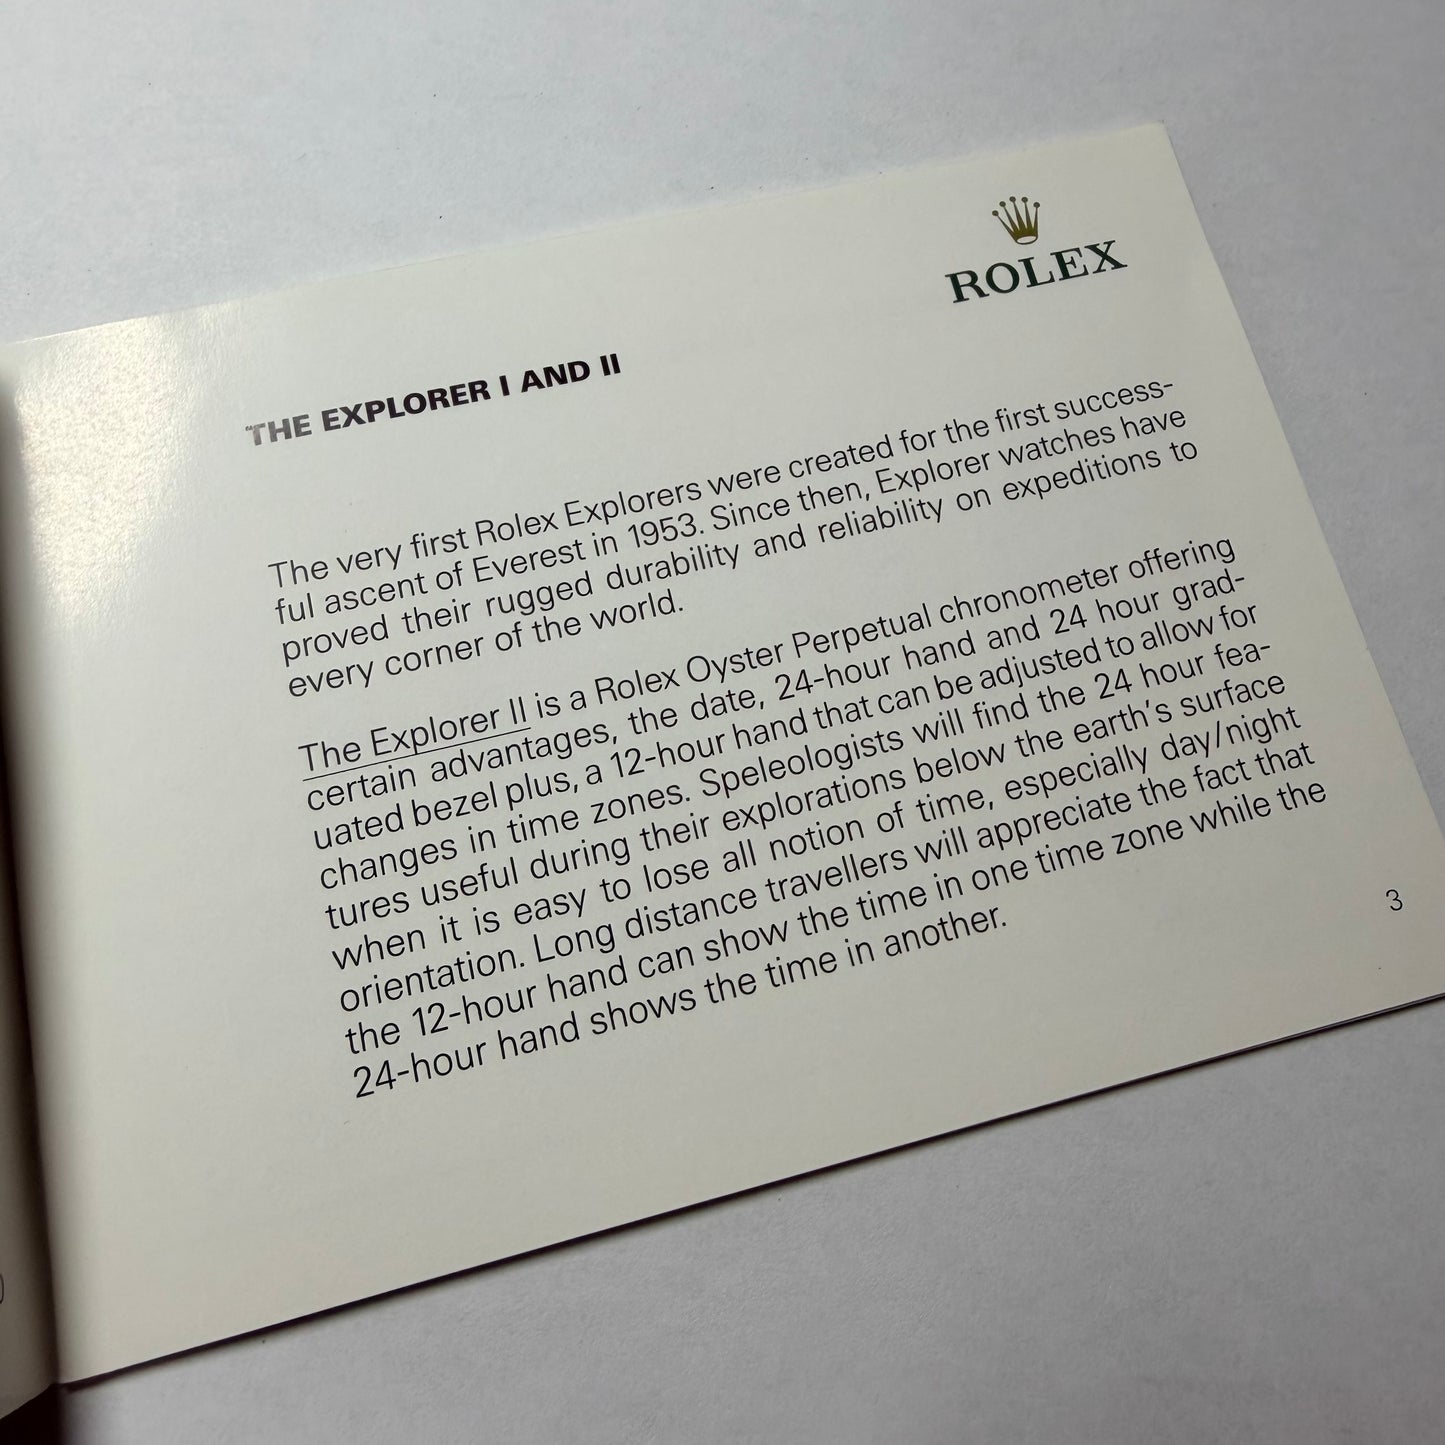 ROLEX
THE EXPLORER I AND II
The very first Rolex Explorers were created for the first success-
ful ascent of Everest in 1953. Since then, Explorer watches have
proved their rugged durability and reliability on expeditions to
every corner of the world.
The Explorer II is a Rolex Oyster Perpetual chronometer offering
certain advantages, the date, 24-hour hand and 24 hour grad-
uated bezel plus, a 12-hour hand that can be adjusted to allow for
changes in time zones. Speleologists will find the 24 hour fea-
tures useful during their explorations below the earth's surface
when it is easy to lose all notion of time, especially day/night
orientation. Long distance travellers will appreciate the fact that
the 12-hour hand can show the time in one time zone while the
24-hour hand shows the time in another.
3